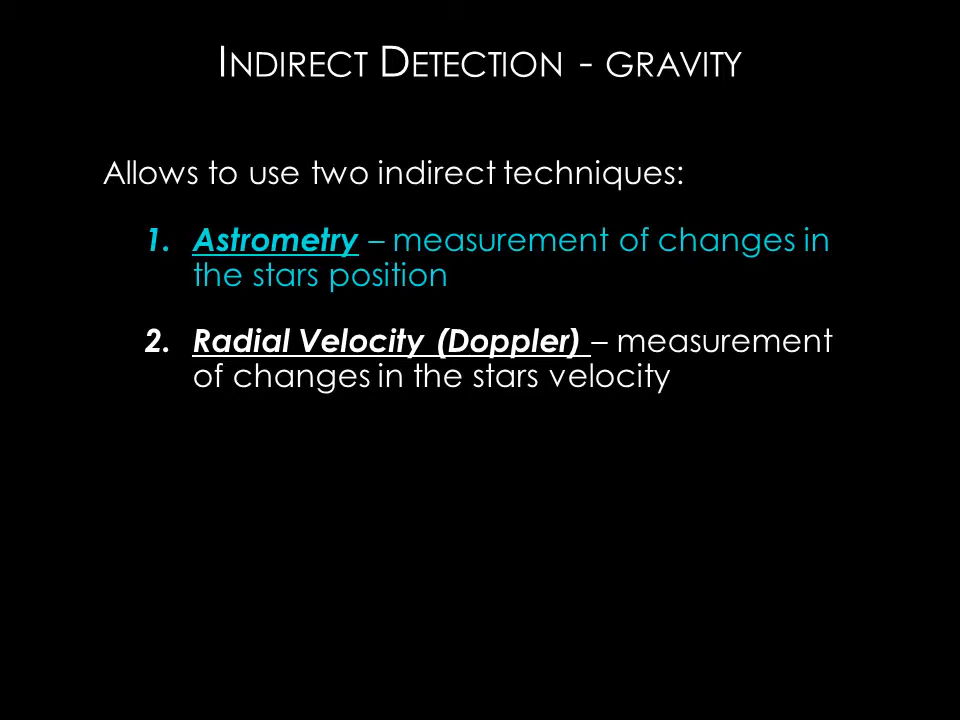 INDIRECT DETECTION - GRAVITY
Allows to use two indirect techniques:
1. Astrometry – measurement of changes in
the stars position
2. Radial Velocity (Doppler) – measurement
of changes in the stars velocity